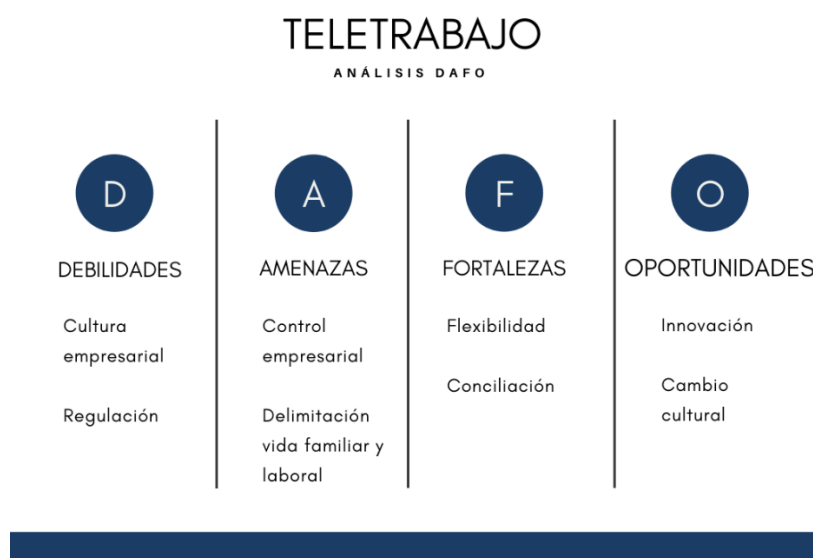 TELETRABAJO
ANÁLISIS DAFO
D
DEBILIDADES
Cultura
empresarial
Regulación
A
AMENAZAS
Control
empresarial
Delimitación
vida familiar y
laboral
F
FORTALEZAS
Flexibilidad
Conciliación
O
OPORTUNIDADES
Innovación
Cambio
cultural